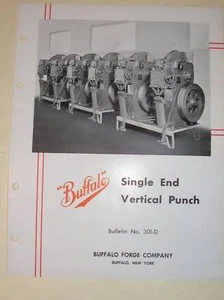 "Buffalo"
Single End
Vertical Punch
Bulletin No. 301-D
BUFFALO FORGE COMPANY
BUFFALO, NEW YORK